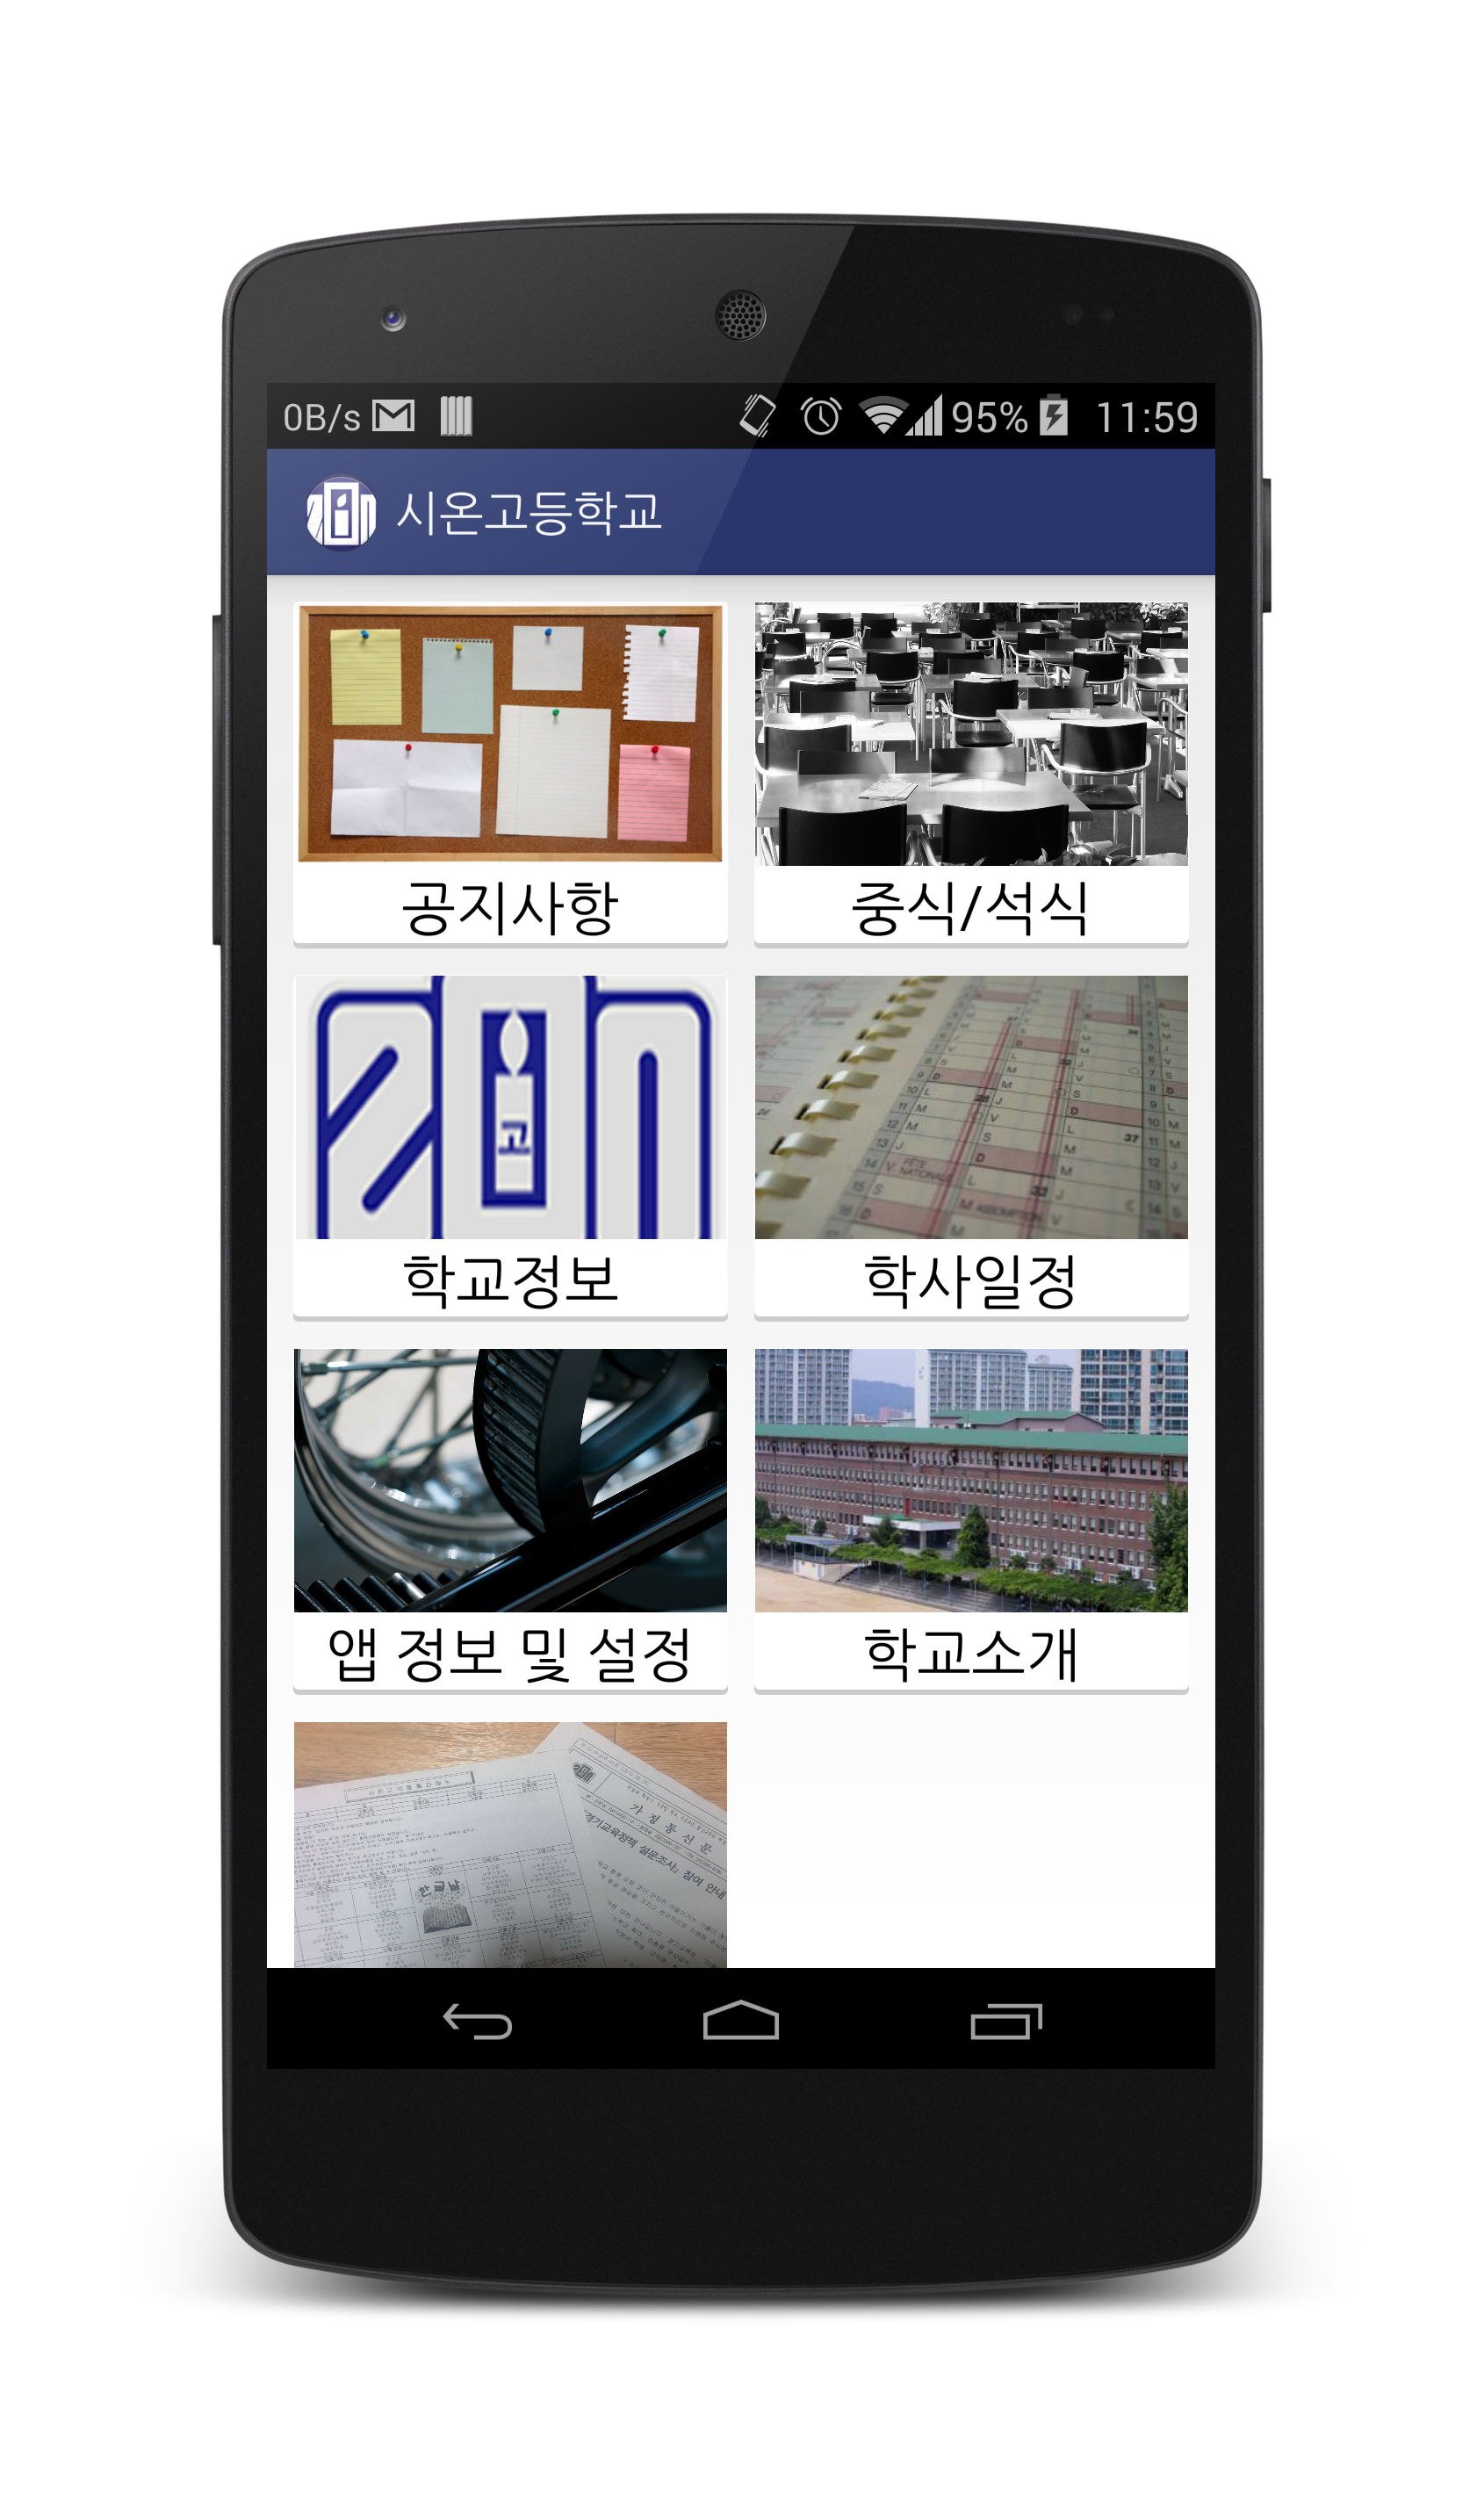 0B/s 95% 11:59
시온고등학교
공지사항
중식/석식
고
학교정보
학사일정
앱 정보 및 설정
학교소개
가 정 통 신 문
경기교육정책 설문조사, 참여 안내
한글날